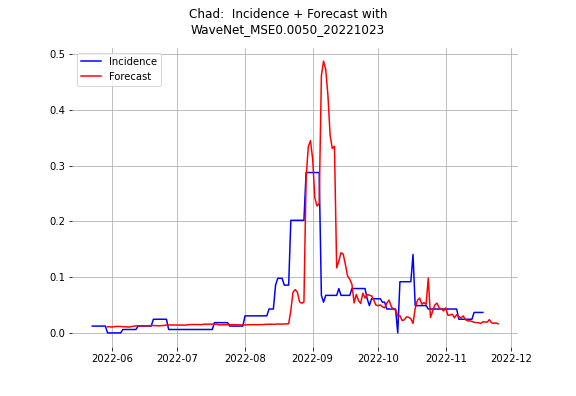 Chad:  Incidence + Forecast with
WaveNet_MSE0.0050_20221023
Incidence
Forecast
0.5
0.4
0.3
0.2
0.1
0.0
2022-06 2022-07 2022-08 2022-09 2022-10 2022-11 2022-12